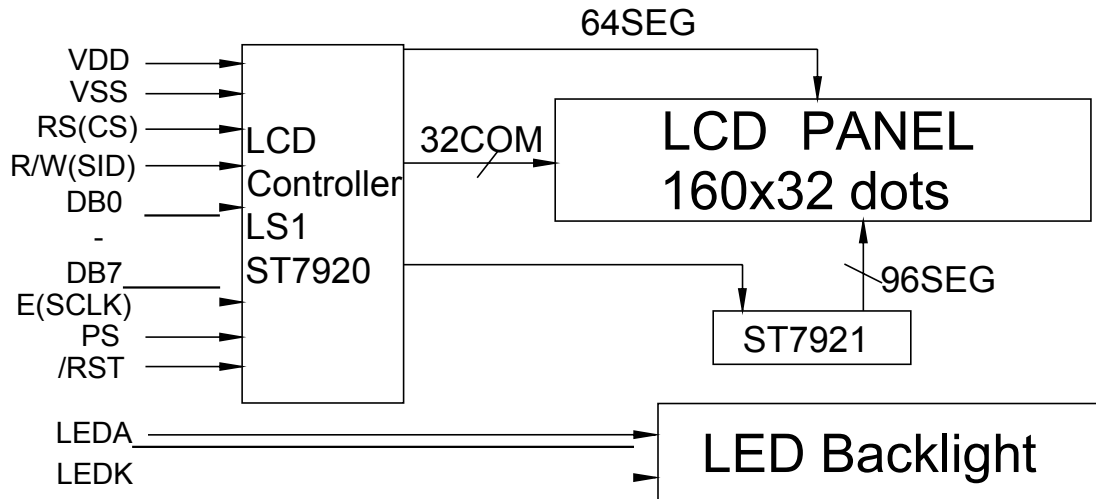 64SEG
VDD
VSS
RS(CS)
R/W(SID)
DB0
-
DB7
E(SCLK)
PS
/RST
LCD
Controller
LS1
ST7920
32COM
LCD PANEL
160x32 dots
96SEG
ST7921
LEDA
LEDK
LED Backlight